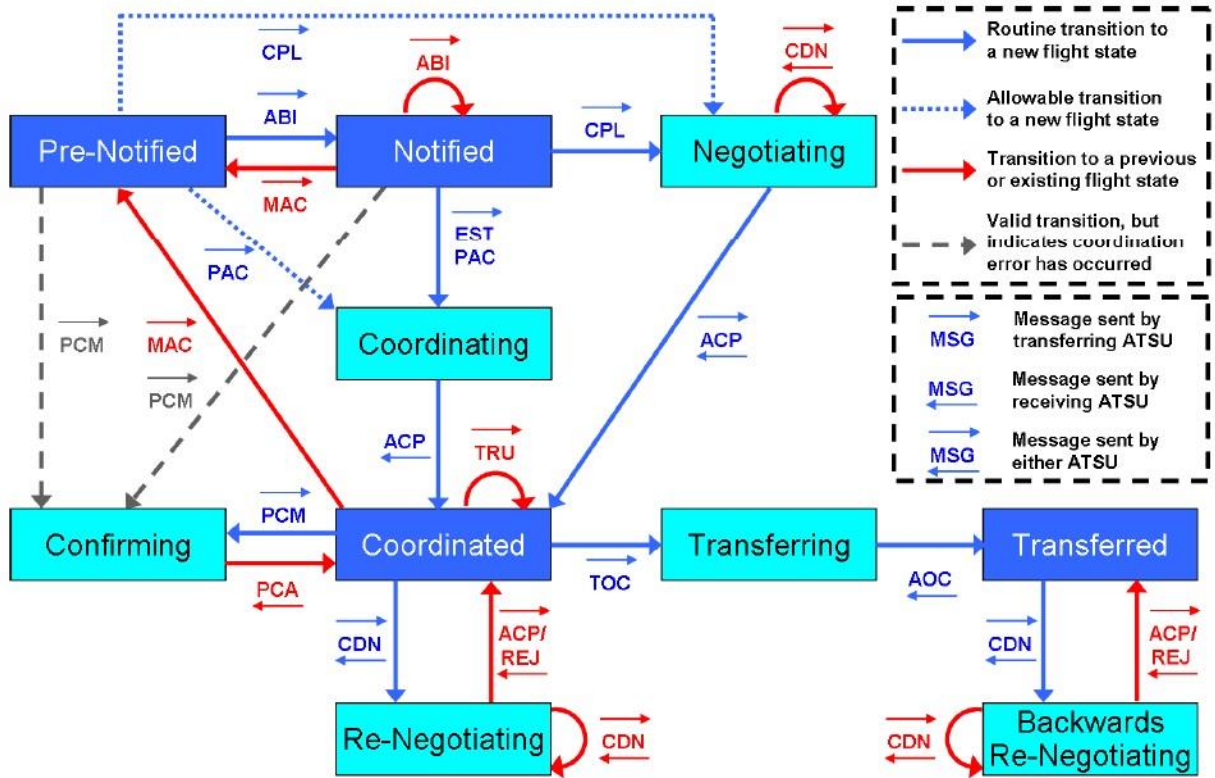 CPL
ABI
CDN
Routine transition to
a new flight state
ABI
CPL
Allowable transition
to a new flight state
Pre-Notified
Notified
Negotiating
Transition to a previous
or existing flight state
MAC
EST
PAC
PAC
Valid transition, but
indicates coordination
error has occurred
PCM
MAC
Coordinating
ACP
MSG
Message sent by
transferring ATSU
PCM
MSG
Message sent by
receiving ATSU
ACP
TRU
MSG
Message sent by
either ATSU
PCM
Confirming
Coordinated
Transferring
Transferred
PCA
TOC
AOC
CDN
ACP/
REJ
CDN
ACP/
REJ
Re-Negotiating
CDN
CDN
Backwards
Re-Negotiating